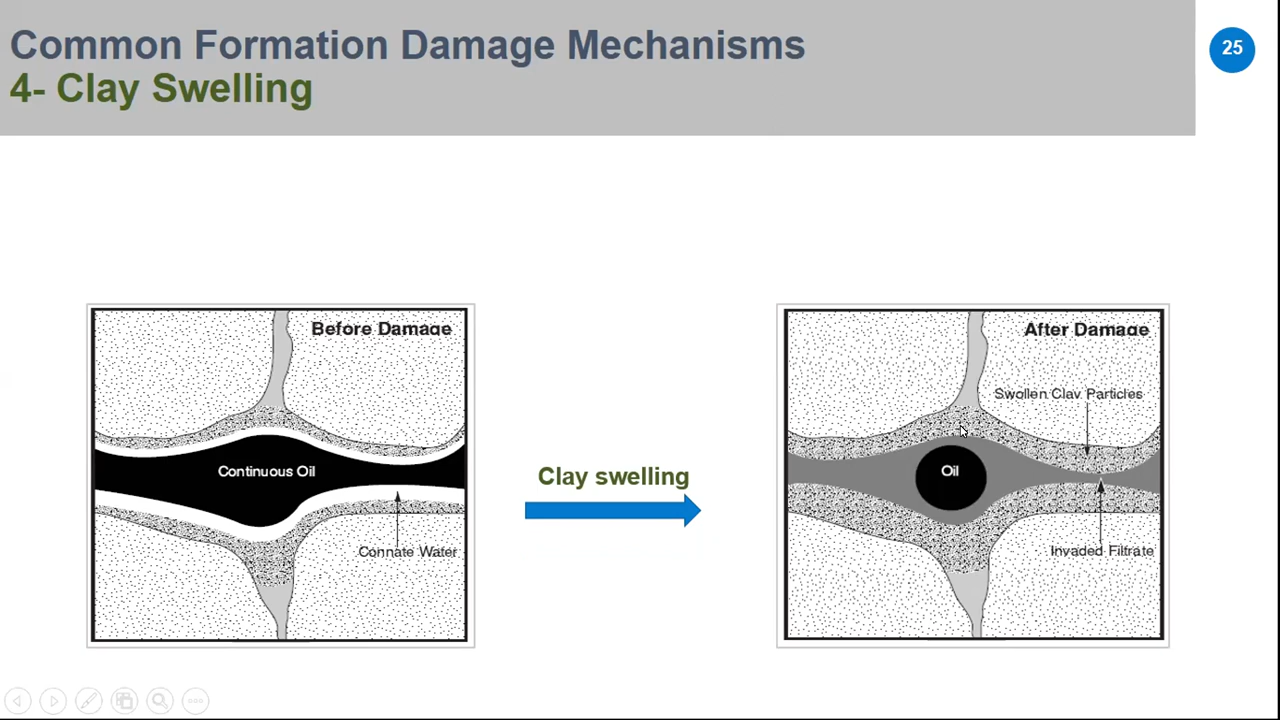 Common Formation Damage Mechanisms
4- Clay Swelling
25
Before Damage
Continuous Oil
Connate Water
Clay swelling
After Damage
Swollen Clay Particles
Oil
Invaded Filtrate